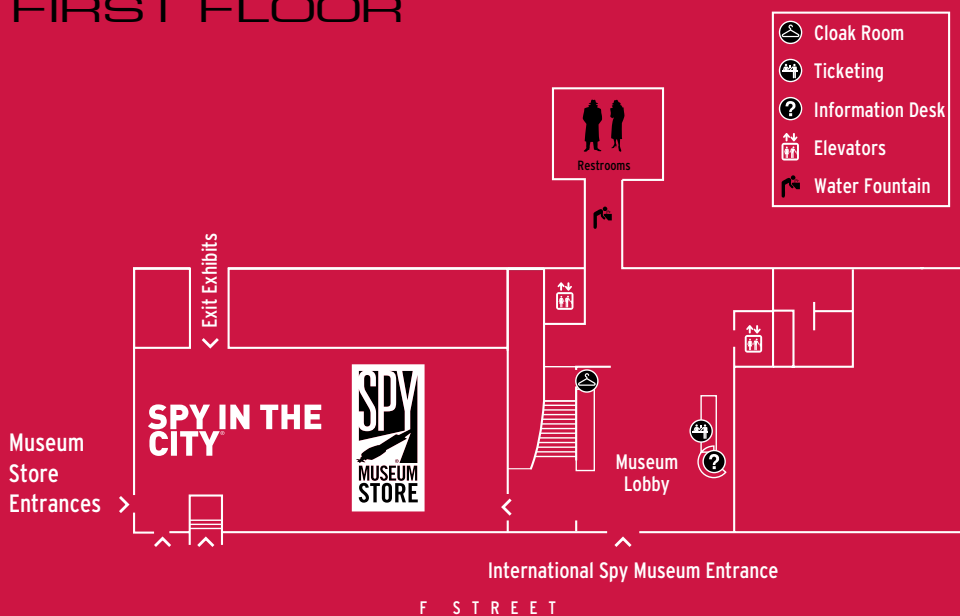 FIRST FLOOR
Cloak Room
Ticketing
? Information Desk
Elevators
Water Fountain
Restrooms
Exit Exhibits
SPY IN THE
CITY®
SPY
®
MUSEUM
STORE
Museum
Store
Entrances
Museum
Lobby
?
International Spy Museum Entrance
F STREET